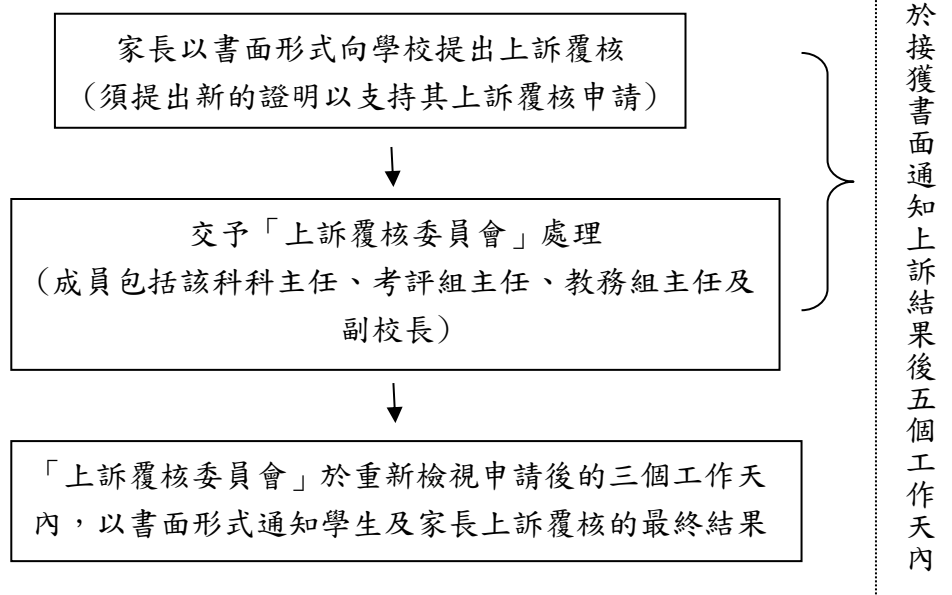 家長以書面形式向學校提出上訴覆核
（須提出新的證明以支持其上訴覆核申請）
交予「上訴覆核委員會」處理
（成員包括該科科主任、考評組主任、教務組主任及
副校長）
「上訴覆核委員會」於重新檢視申請後的三個工作天
內，以書面形式通知學生及家長上訴覆核的最終結果
於接獲書面通知上訴結果後五個工作天內